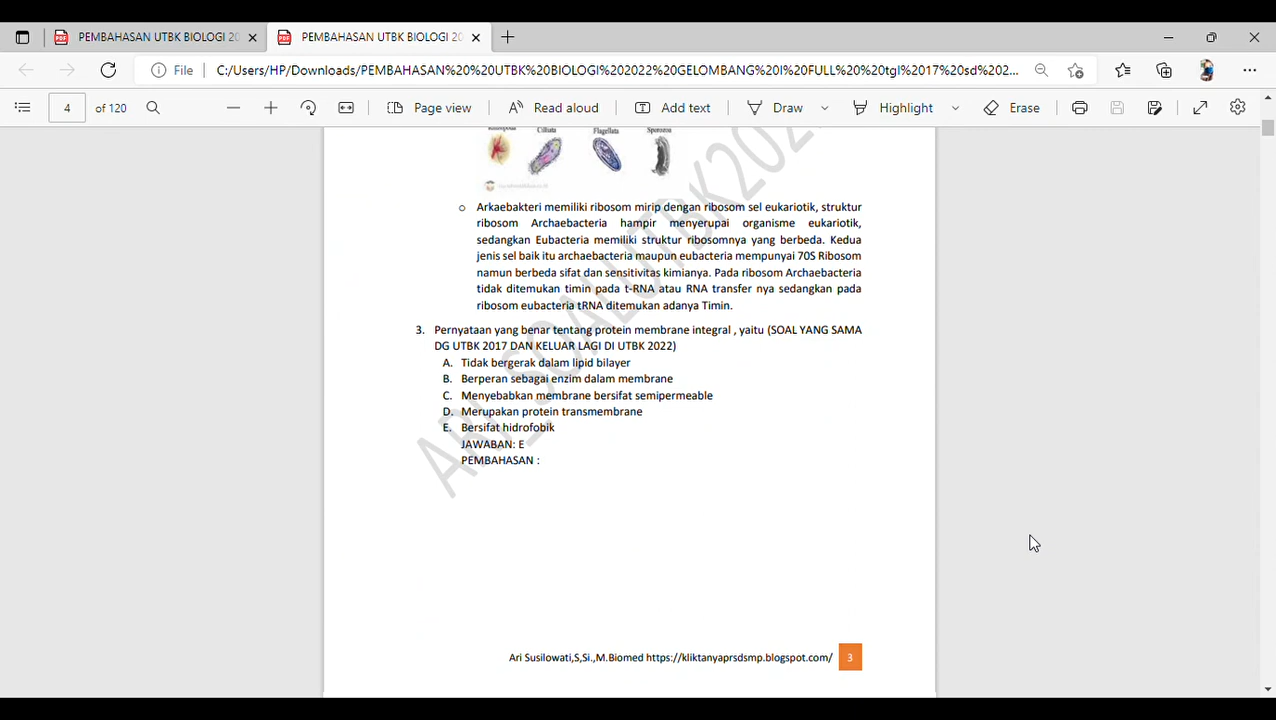 PEMBAHASAN UTBK BIOLOGI 20
PEMBAHASAN UTBK BIOLOGI 20
File
C:/Users/HP/Downloads/PEMBAHASAN%20%20UTBK%20BIOLOGI%202022%20GELOMBANG%20I%20FULL%20%20tgl%2017%20sd%202...
4 of 120
Page view
Read aloud
Add text
Draw
Highlight
Erase
Ciliata Flagellata Sporozoa
o Arkaebakteri memiliki ribosom mirip dengan ribosom sel eukariotik, struktur
ribosom Archaebacteria hampir menyerupai organisme eukariotik,
sedangkan Eubacteria memiliki struktur ribosomnya yang berbeda. Kedua
jenis sel baik itu archaebacteria maupun eubacteria mempunyai 70S Ribosom
namun berbeda sifat dan sensitivitas kimianya. Pada ribosom Archaebacteria
tidak ditemukan timin pada t-RNA atau RNA transfer nya sedangkan pada
ribosom eubacteria tRNA ditemukan adanya Timin.
3. Pernyataan yang benar tentang protein membrane integral , yaitu (SOAL YANG SAMA
DG UTBK 2017 DAN KELUAR LAGI DI UTBK 2022)
A. Tidak bergerak dalam lipid bilayer
B. Berperan sebagai enzim dalam membrane
C. Menyebabkan membrane bersifat semipermeable
D. Merupakan protein transmembrane
E. Bersifat hidrofobik
JAWABAN: E
PEMBAHASAN :
ARI_SOALUTBK202
Ari Susilowati,S,Si.,M.Biomed https://kliktanyaprsdsmp.blogspot.com/ 3